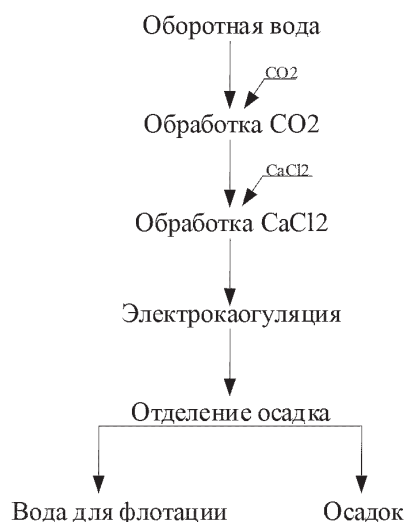 Оборотная вода
CO2
Обработка CO2
CaCl2
Обработка CaCl2
Электрокаогуляция
Отделение осадка
Вода для флотации
Осадок